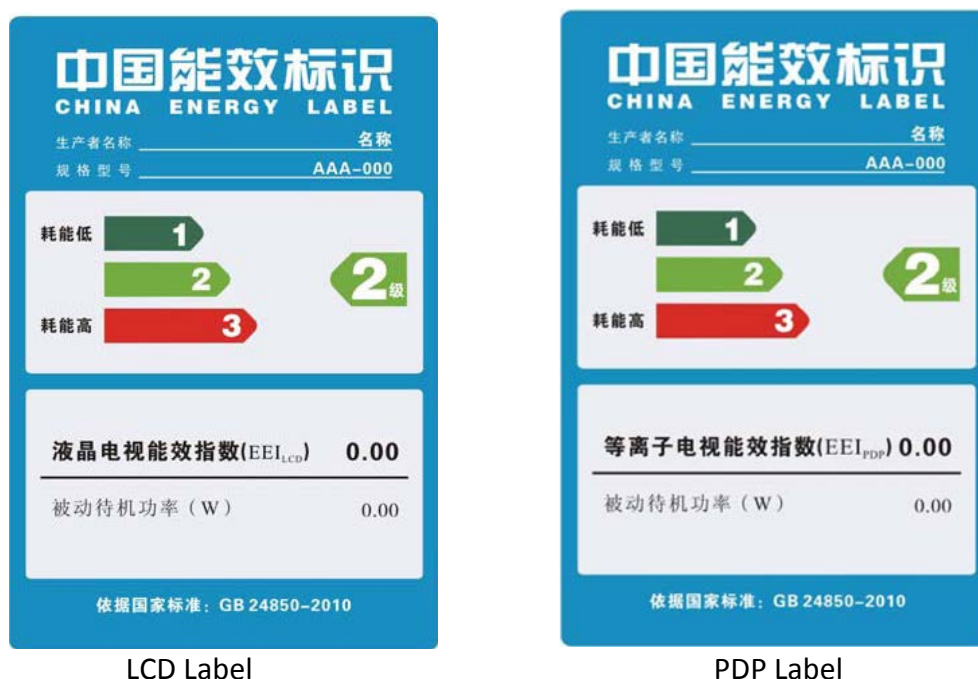 中国能效标识
CHINA ENERGY LABEL
生产者名称 名称
规格型号 AAA-000
耗能低 1
2
2级
耗能高 3
液晶电视能效指数(EEI_LCD) 0.00
被动待机功率（W） 0.00
依据国家标准：GB 24850-2010
LCD Label
中国能效标识
CHINA ENERGY LABEL
生产者名称 名称
规格型号 AAA-000
耗能低 1
2
2级
耗能高 3
等离子电视能效指数(EEI_PDP) 0.00
被动待机功率（W） 0.00
依据国家标准：GB 24850-2010
PDP Label